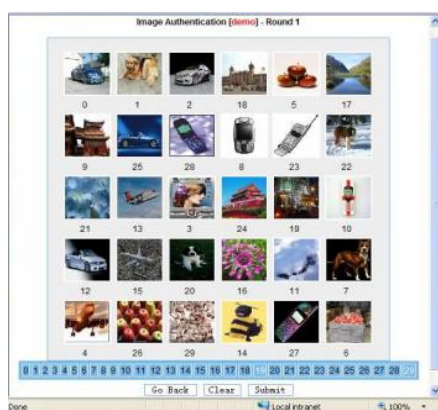 Image Authentication [demo] - Round 1
0 1 2 18 5 17
9 25 28 8 23 22
21 13 3 24 19 10
12 15 20 16 11 7
4 26 29 14 27 6
0 1 2 3 4 5 6 7 8 9 10 11 12 13 14 15 16 17 18 19 20 21 22 23 24 25 26 27 28 29
Go Back Clear Submit
Done Local intranet 100%